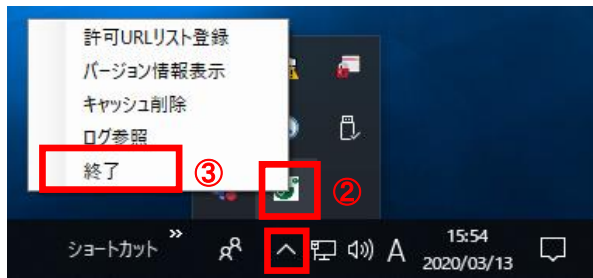 許可URLリスト登録
バージョン情報表示
キャッシュ削除
ログ参照
終了
③
②
ショートカット
»
A
15:54
2020/03/13